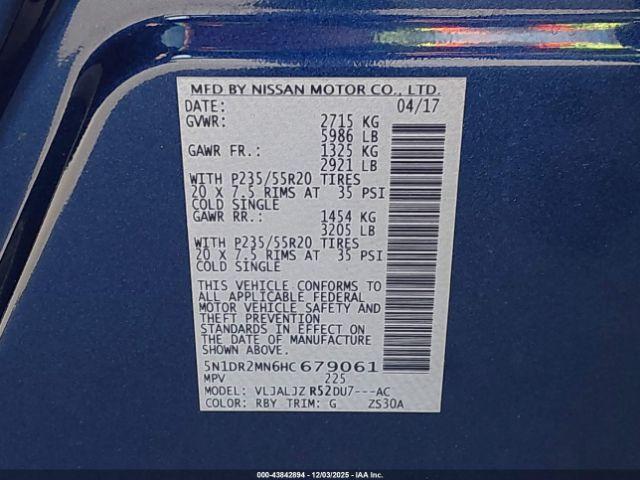 MFD BY NISSAN MOTOR CO., LTD.
DATE: 04/17
GVWR: 2715 KG
5986 LB
GAWR FR.: 1325 KG
2921 LB
WITH P235/55R20 TIRES
20 X 7.5 RIMS AT 35 PSI
COLD SINGLE
GAWR RR.: 1454 KG
3205 LB
WITH P235/55R20 TIRES
20 X 7.5 RIMS AT 35 PSI
COLD SINGLE
THIS VEHICLE CONFORMS TO
ALL APPLICABLE FEDERAL
MOTOR VEHICLE SAFETY AND
THEFT PREVENTION
STANDARDS IN EFFECT ON
THE DATE OF MANUFACTURE
SHOWN ABOVE.
5N1DR2MN6HC679061
MPV 225
MODEL: VLJALJZ R52DU7---AC
COLOR: RBY TRIM: G ZS30A
000-43842894 - 12/03/2025 - IAAI.COM